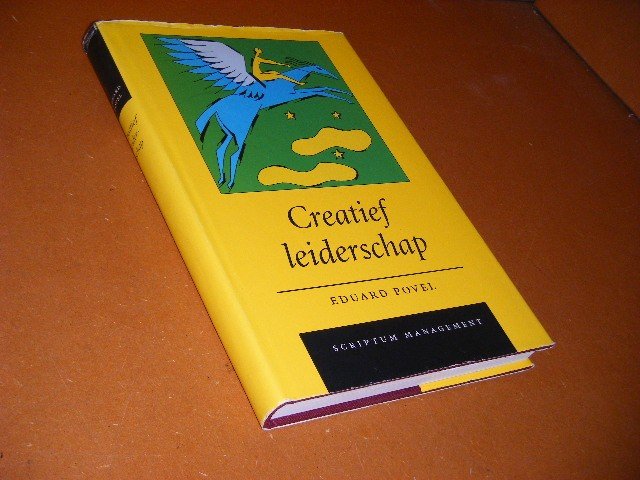 Creatief
leiderschap
EDUARD POVEL
SCRIPTUM MANAGEMENT